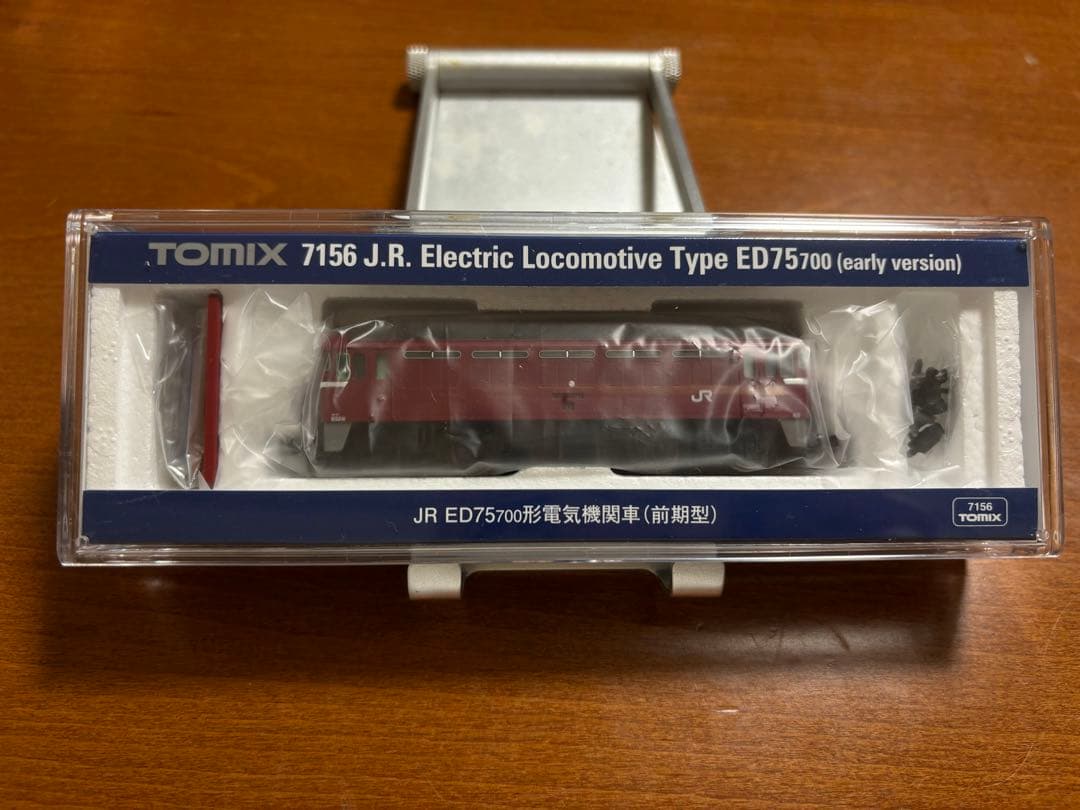 TOMIX 7156 J.R. Electric Locomotive Type ED75700 (early version)
JR
JR ED75700形電気機関車(前期型)
7156
TOMIX